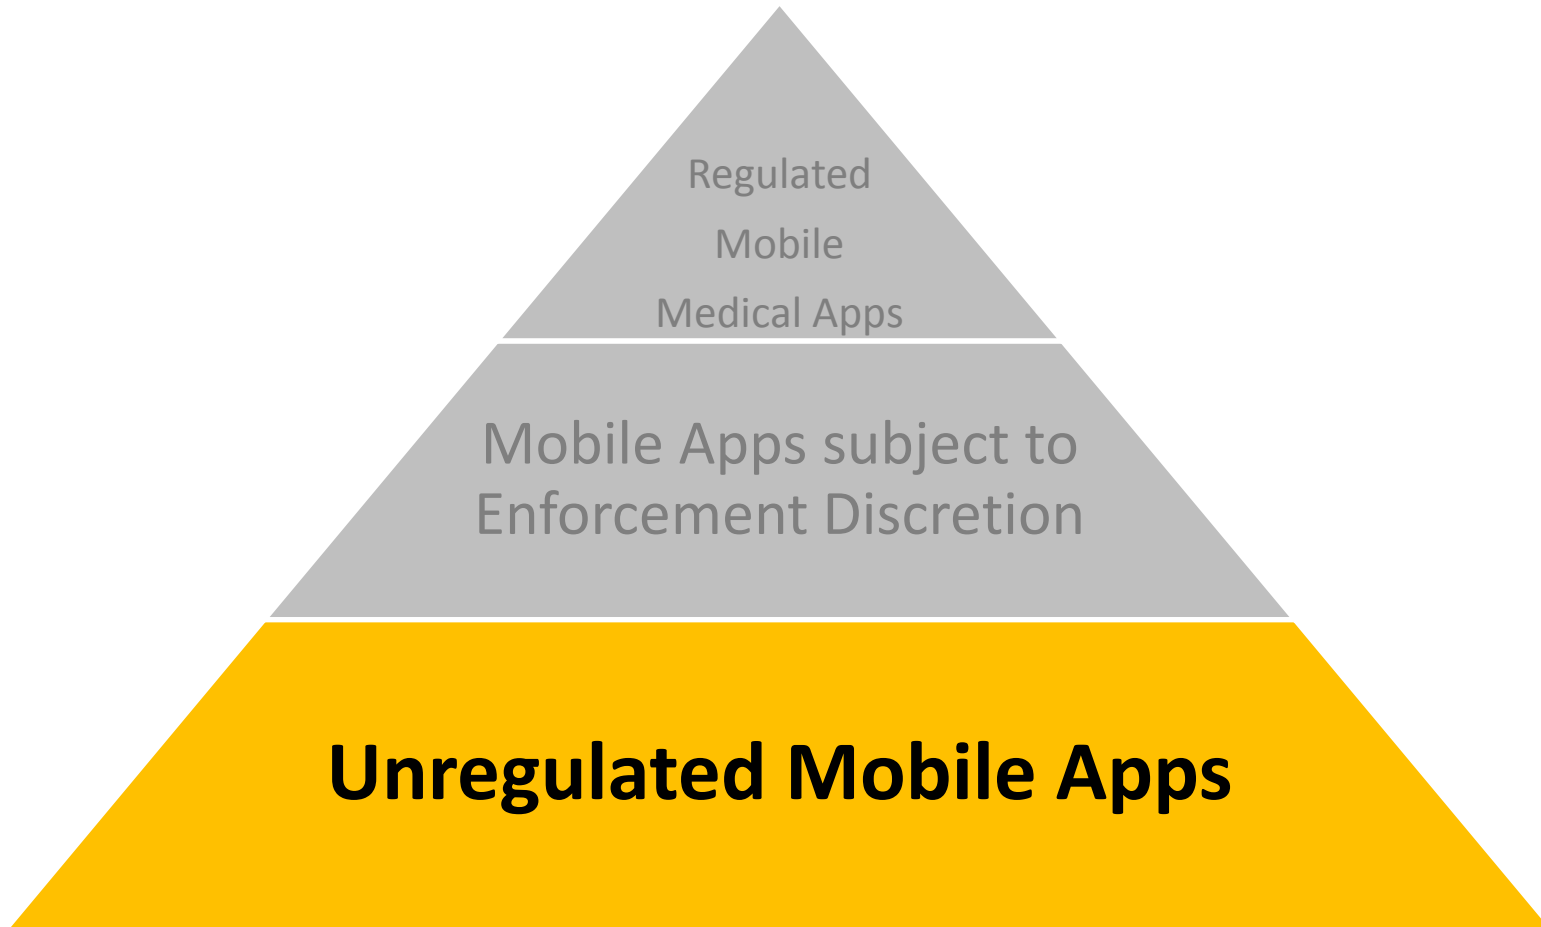 Regulated
Mobile
Medical Apps
Mobile Apps subject to
Enforcement Discretion
Unregulated Mobile Apps